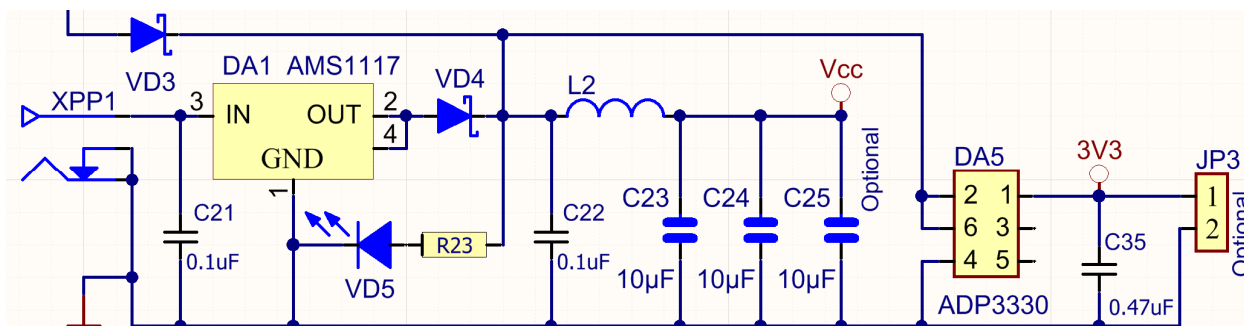 VD3
DA1 AMS1117
VD4
L2
Vcc
XPP1
3
IN
OUT
2
4
GND
1
C21
0.1uF
VD5
R23
C22
0.1uF
C23
10µF
C24
10µF
C25
10µF
Optional
DA5
2
6
4
1
3
5
ADP3330
3V3
C35
0.47uF
JP3
1
2
Optional